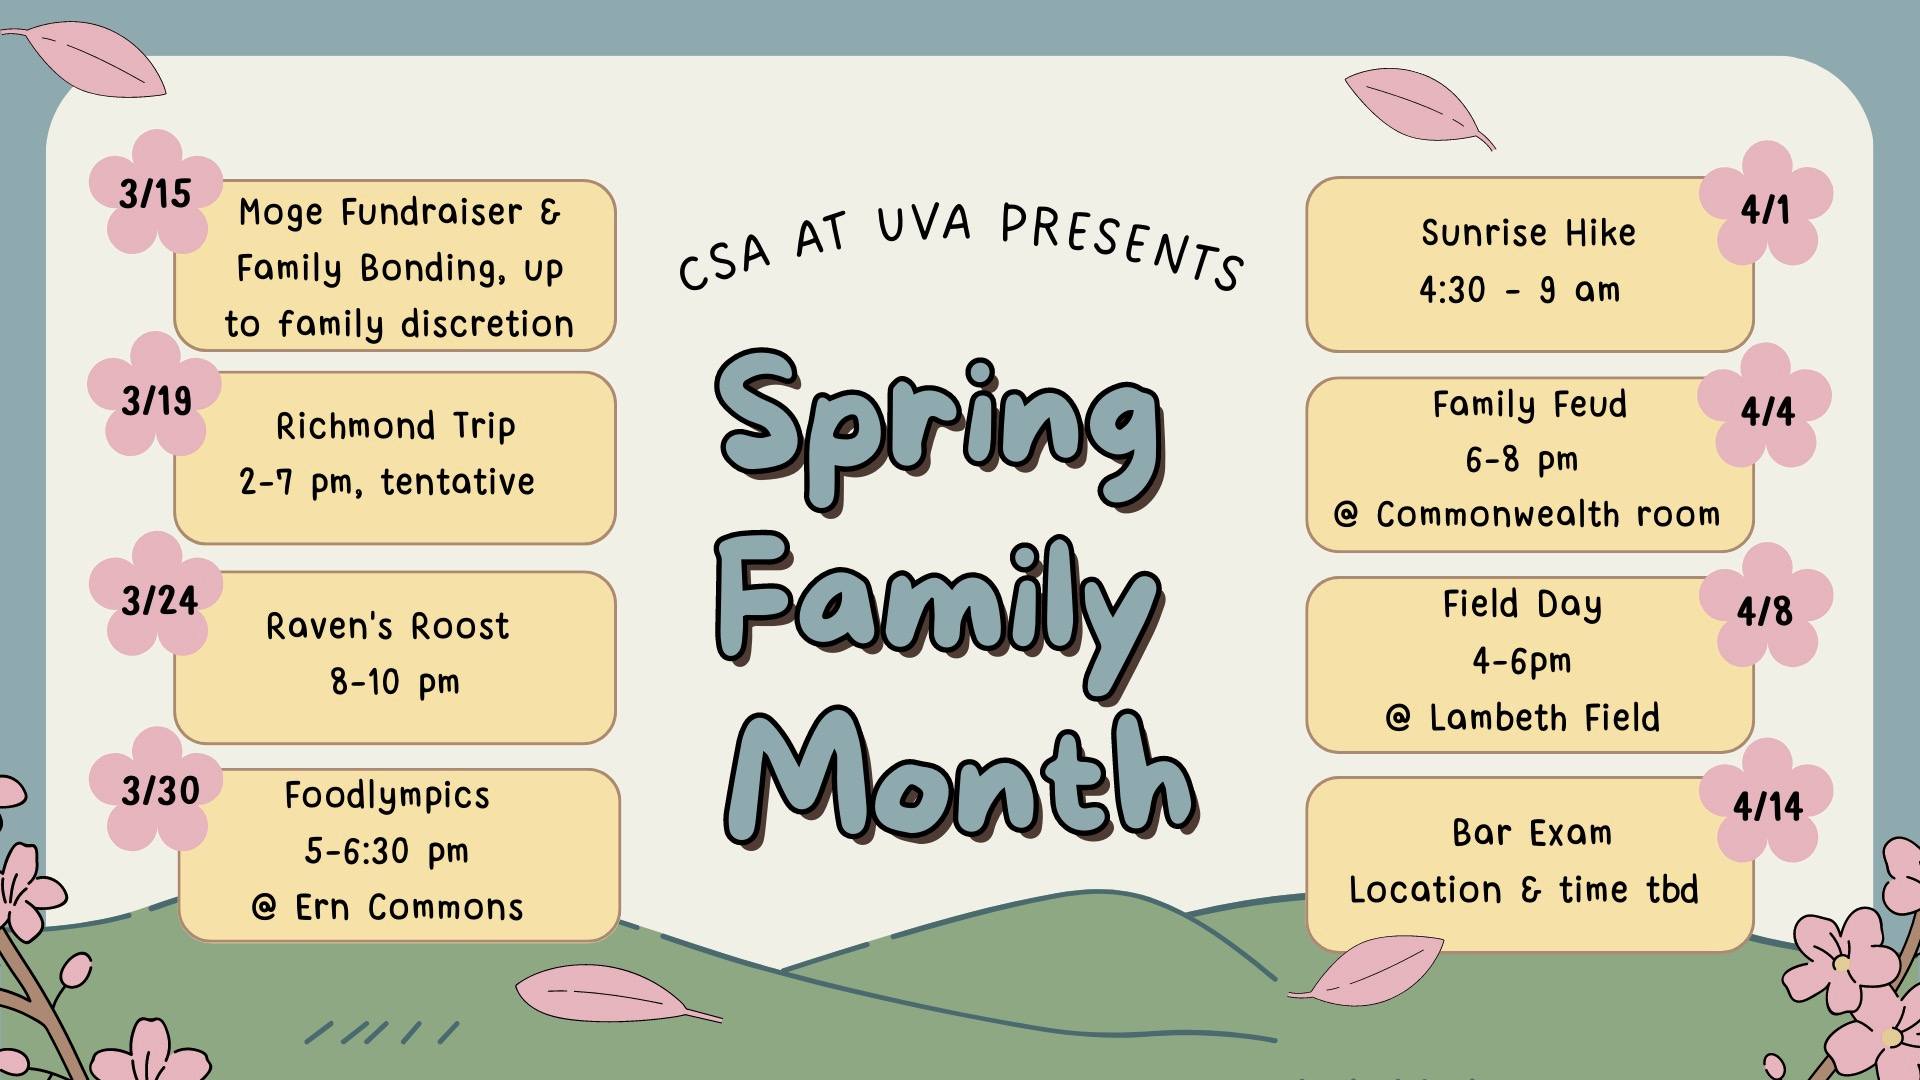 CSA AT UVA PRESENTS
Spring
Family
Month
3/15
Moge Fundraiser &
Family Bonding, up
to family discretion
3/19
Richmond Trip
2-7 pm, tentative
3/24
Raven's Roost
8-10 pm
3/30
Foodlympics
5-6:30 pm
@ Ern Commons
4/1
Sunrise Hike
4:30 - 9 am
4/4
Family Feud
6-8 pm
@ Commonwealth room
4/8
Field Day
4-6pm
@ Lambeth Field
4/14
Bar Exam
Location & time tbd